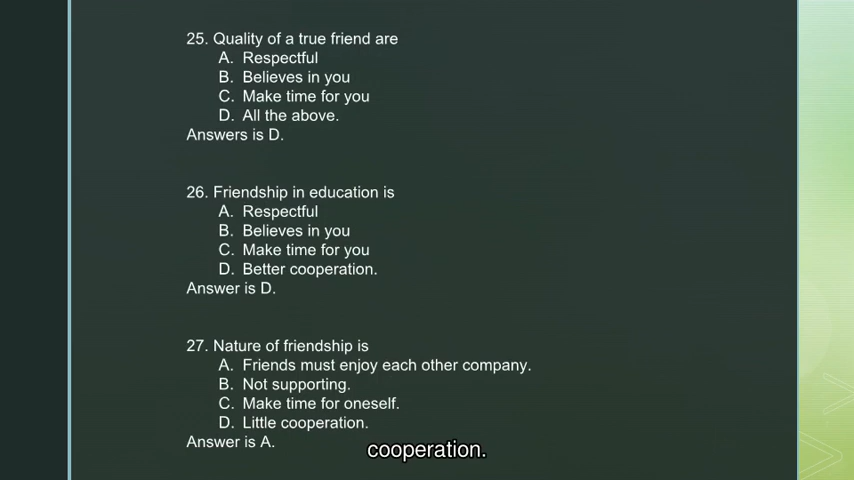 25. Quality of a true friend are
A. Respectful
B. Believes in you
C. Make time for you
D. All the above.
Answers is D.
26. Friendship in education is
A. Respectful
B. Believes in you
C. Make time for you
D. Better cooperation.
Answer is D.
27. Nature of friendship is
A. Friends must enjoy each other company.
B. Not supporting.
C. Make time for oneself.
D. Little cooperation.
Answer is A.
cooperation.